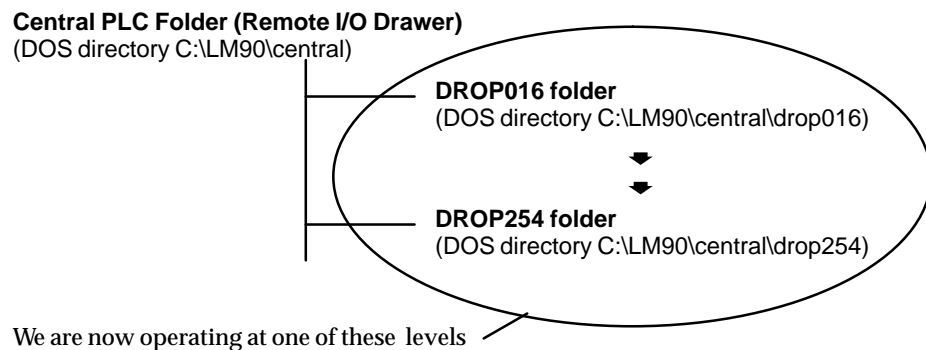 Central PLC Folder (Remote I/O Drawer)
(DOS directory C:\LM90\central)
DROP016 folder
(DOS directory C:\LM90\central\drop016)
DROP254 folder
(DOS directory C:\LM90\central\drop254)
We are now operating at one of these levels